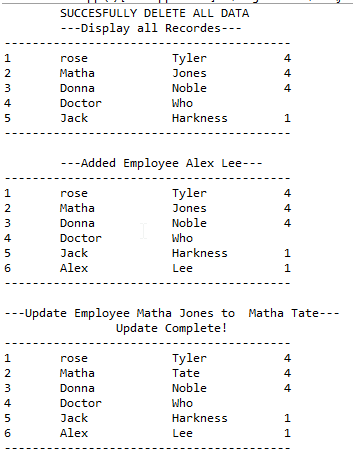 SUCCESFULLY DELETE ALL DATA
---Display all Recordes---
-----------------------------------------
1 rose Tyler 4
2 Matha Jones 4
3 Donna Noble 4
4 Doctor Who
5 Jack Harkness 1
-----------------------------------------
---Added Employee Alex Lee---
-----------------------------------------
1 rose Tyler 4
2 Matha Jones 4
3 Donna Noble 4
4 Doctor Who
5 Jack Harkness 1
6 Alex Lee 1
-----------------------------------------
---Update Employee Matha Jones to Matha Tate---
Update Complete!
-----------------------------------------
1 rose Tyler 4
2 Matha Tate 4
3 Donna Noble 4
4 Doctor Who
5 Jack Harkness 1
6 Alex Lee 1
-----------------------------------------